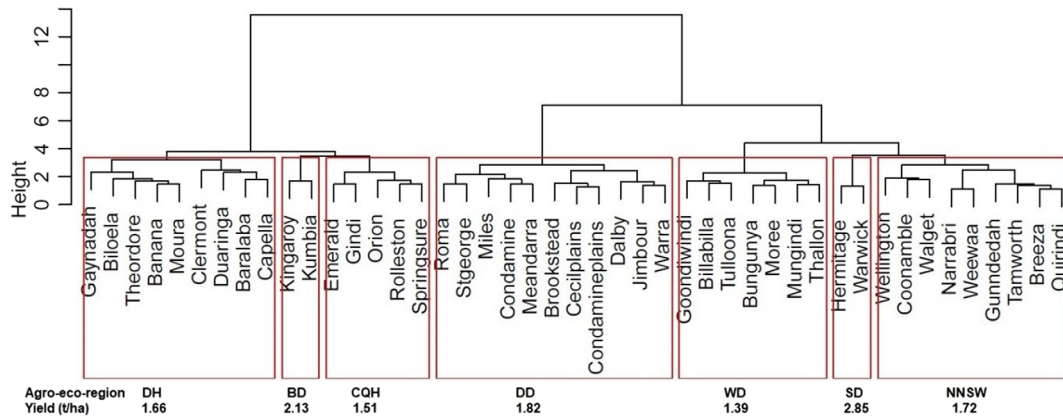 Height
12
8
6
4
2
0
Gaynadah
Biloela
Theordore
Banana
Moura
Clermont
Duaringa
Baralaba
Capella
Kingaroy
Kumbia
Emerald
Gindi
Orion
Rolleston
Springsure
Roma
Stgeorge
Miles
Condamine
Meandarra
Brookstead
Cecilplains
Condamineplains
Dalby
Jimbour
Warra
Goondiwindi
Billabilla
Tulloona
Bungunya
Moree
Mungindi
Thallon
Hermitage
Warwick
Wellington
Coonamble
Walget
Narrabri
Weewaa
Gunndedah
Tamworth
Breeza
Quirindi
Agro-eco-region DH BD CQH DD WD SD NNSW
Yield (t/ha) 1.66 2.13 1.51 1.82 1.39 2.85 1.72